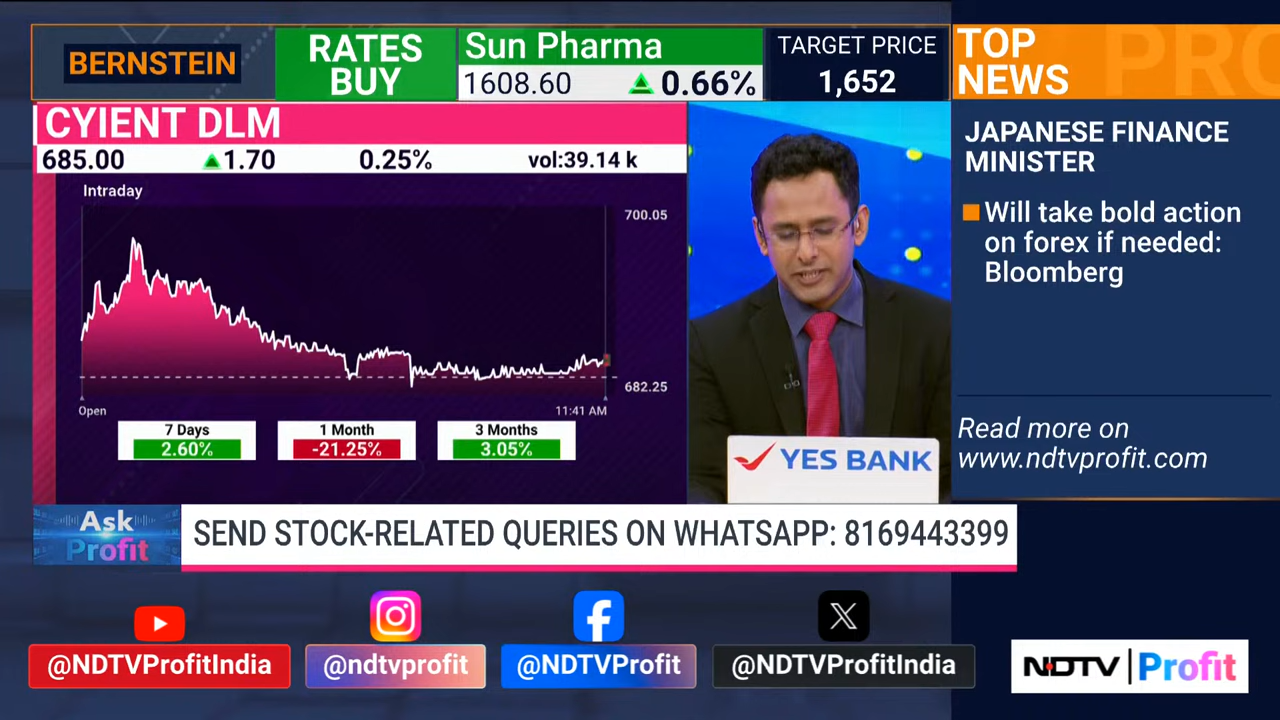 BERNSTEIN
RATES
BUY
Sun Pharma
1608.60 ▲ 0.66%
TARGET PRICE
1,652
TOP
NEWS
PRO
CYIENT DLM
685.00 ▲1.70 0.25% vol:39.14 k
Intraday
700.05
682.25
Open 11:41 AM
7 Days
2.60%
1 Month
-21.25%
3 Months
3.05%
YES BANK
JAPANESE FINANCE
MINISTER
Will take bold action
on forex if needed:
Bloomberg
Read more on
www.ndtvprofit.com
Ask
Profit
SEND STOCK-RELATED QUERIES ON WHATSAPP: 8169443399
@NDTVProfitIndia
@ndtvprofit
@NDTVProfit
@NDTVProfitIndia
NDTV | Profit